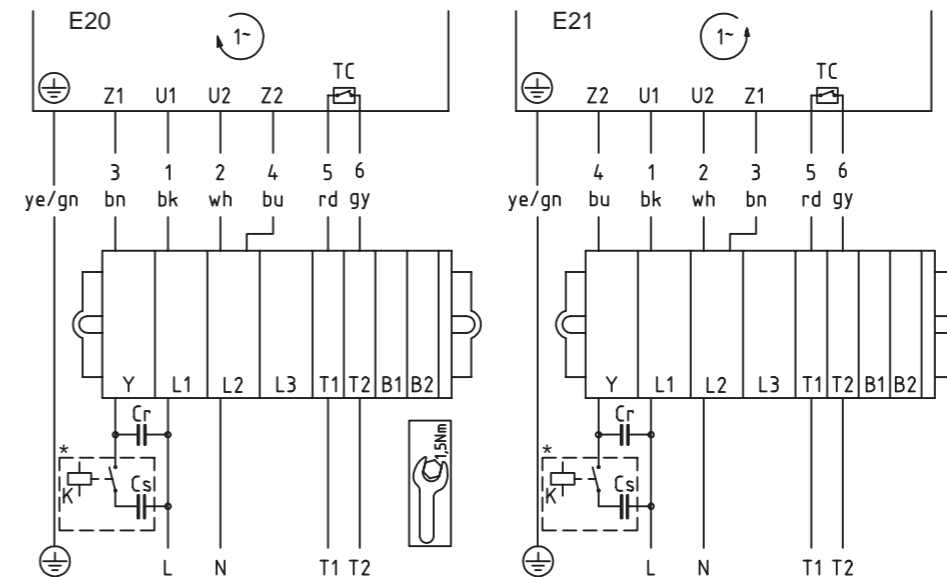 E20
1~
TC
Z1 U1 U2 Z2
3 1 2 4 5 6
ye/gn bn bk wh bu rd gy
Y L1 L2 L3 T1 T2 B1 B2
Cr
*
K
Cs
1,5Nm
L N T1 T2
E21
1~
TC
Z2 U1 U2 Z1
4 1 2 3 5 6
ye/gn bu bk wh bn rd gy
Y L1 L2 L3 T1 T2 B1 B2
Cr
*
K
Cs
L N T1 T2